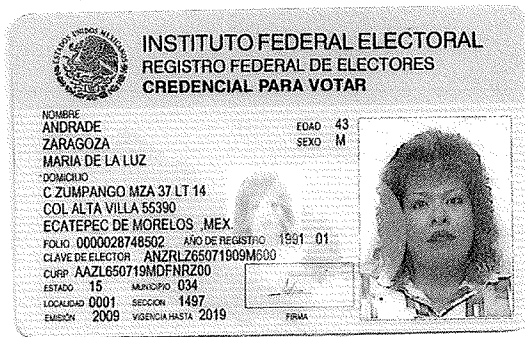 INSTITUTO FEDERAL ELECTORAL
REGISTRO FEDERAL DE ELECTORES
CREDENCIAL PARA VOTAR
ESTADOS UNIDOS MEXICANOS
NOMBRE
ANDRADE
ZARAGOZA
MARIA DE LA LUZ
EDAD 43
SEXO M
DOMICILIO
C ZUMPANGO MZA 37 LT 14
COL ALTA VILLA 55390
ECATEPEC DE MORELOS ,MEX.
FOLIO 0000028748502 AÑO DE REGISTRO 1991 01
CLAVE DE ELECTOR ANZRLZ65071909M600
CURP AAZL650719MDFNRZ00
ESTADO 15 MUNICIPIO 034
LOCALIDAD 0001 SECCION 1497
EMISIÓN 2009 VIGENCIA HASTA 2019
FIRMA